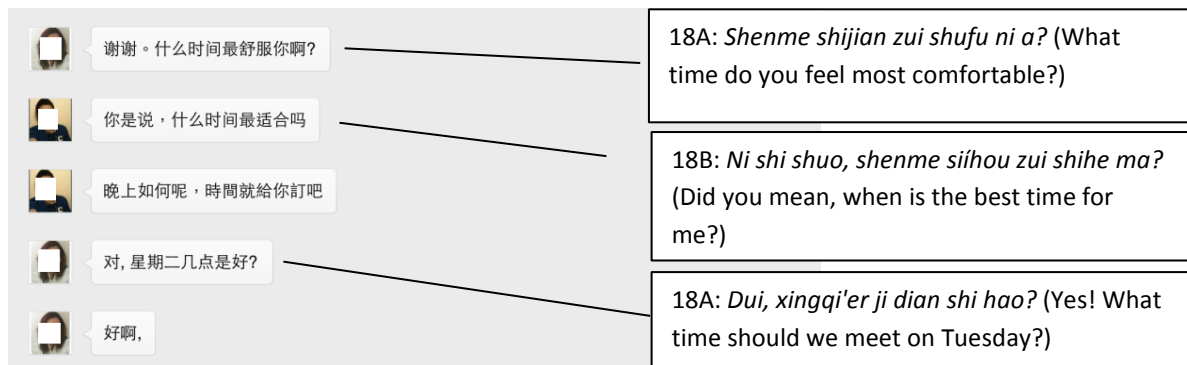 谢谢。什么时间最舒服你啊?
你是说，什么时间最适合吗
晚上如何呢，時間就給你訂吧
对, 星期二几点是好?
好啊,
18A: Shenme shijian zui shufu ni a? (What
time do you feel most comfortable?)
18B: Ni shi shuo, shenme siíhou zui shihe ma?
(Did you mean, when is the best time for
me?)
18A: Dui, xingqi'er ji dian shi hao? (Yes! What
time should we meet on Tuesday?)